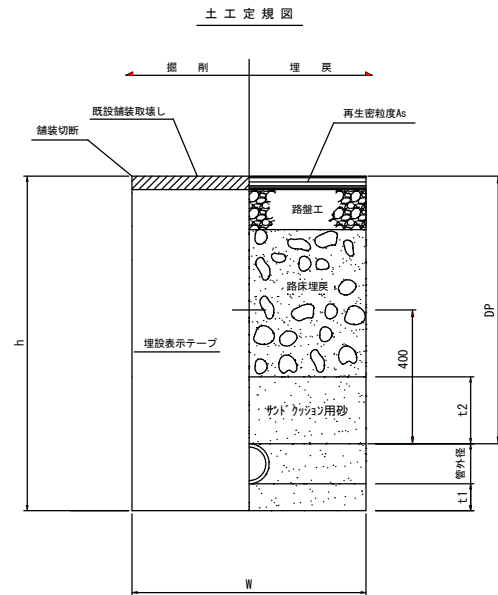 土工定規図
掘削
埋戻
既設舗装取壊し
再生密粒度As
舗装切断
路盤工
路床埋戻
埋設表示テープ
サンドクッション用砂
h
DP
400
t2
管外径
t1
W